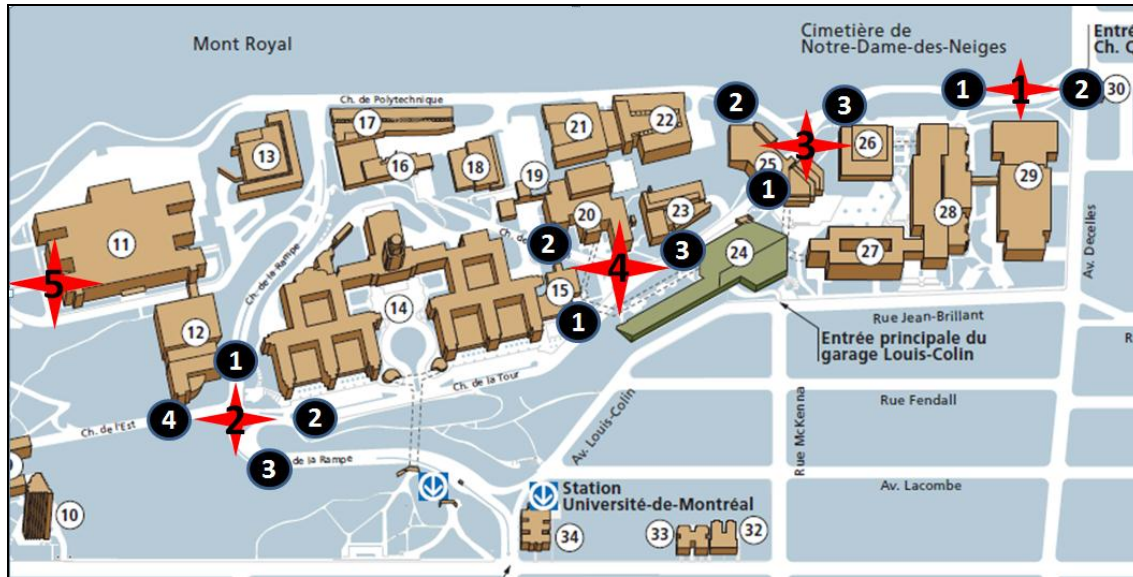 Mont Royal
Cimetière de
Notre-Dame-des-Neiges
Entré
Ch. C
Ch. de Polytechnique
2
3
1
1
2
30
17
21
22
13
16
18
3
26
25
29
19
1
11
20
23
28
Ch. de la Rampe
Ch. de
2
3
24
27
Av. Decelles
5
4
15
14
1
Rue Jean-Brillant
12
Entrée principale du
garage Louis-Colin
R
1
Ch. de la Tour
4
2
2
Ch. de l'Est
Av. Louis-Colin
Rue McKenna
Rue Fendall
3
de la Rampe
Av. Lacombe
Station
Université-de-Montréal
10
34
33
32